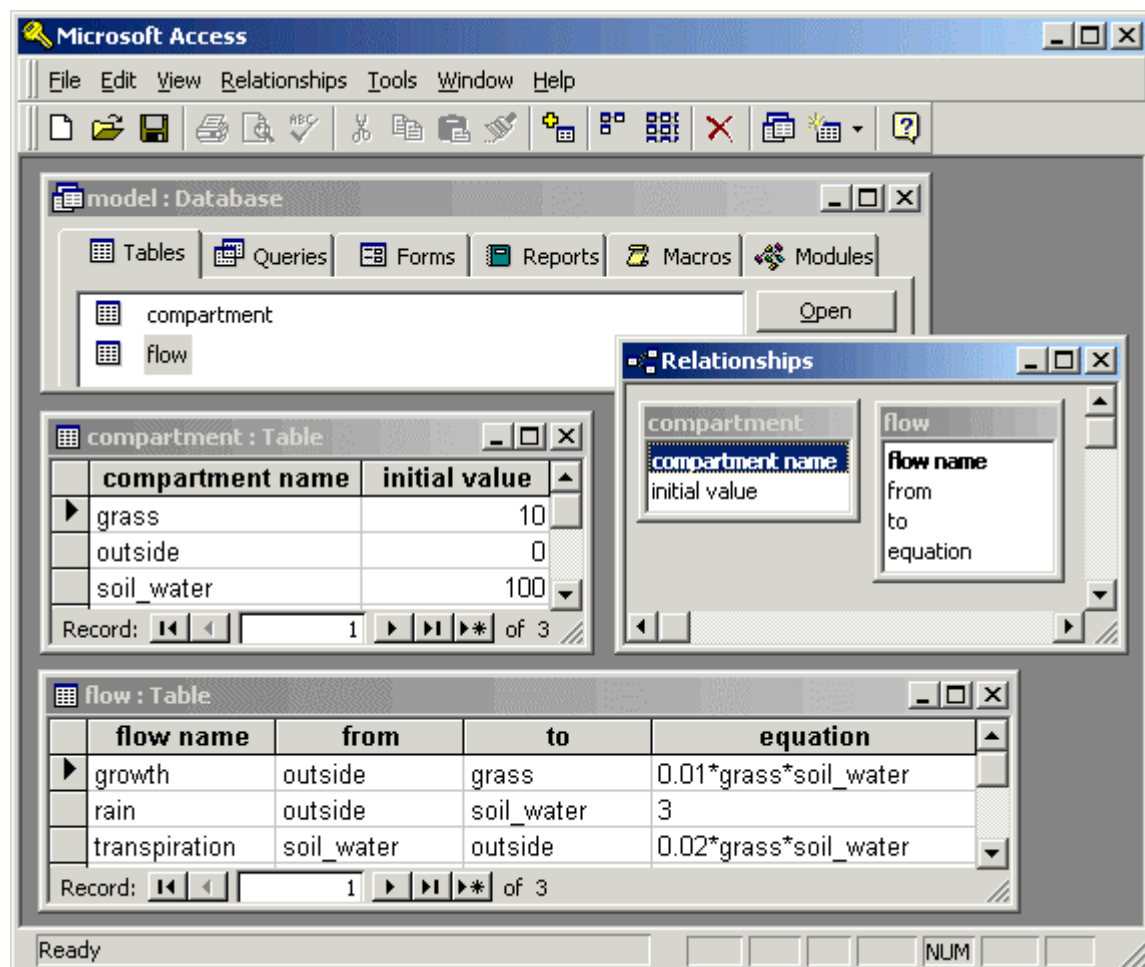 Microsoft Access
File Edit View Relationships Tools Window Help
ABC
model : Database
Tables Queries Forms Reports Macros Modules
compartment
Open
flow
Relationships
compartment
compartment name
initial value
flow
flow name
from
to
equation
compartment : Table
compartment name initial value
grass 10
outside 0
soil_water 100
Record: 1 of 3
flow : Table
flow name from to equation
growth outside grass 0.01*grass*soil_water
rain outside soil_water 3
transpiration soil_water outside 0.02*grass*soil_water
Record: 1 of 3
Ready NUM